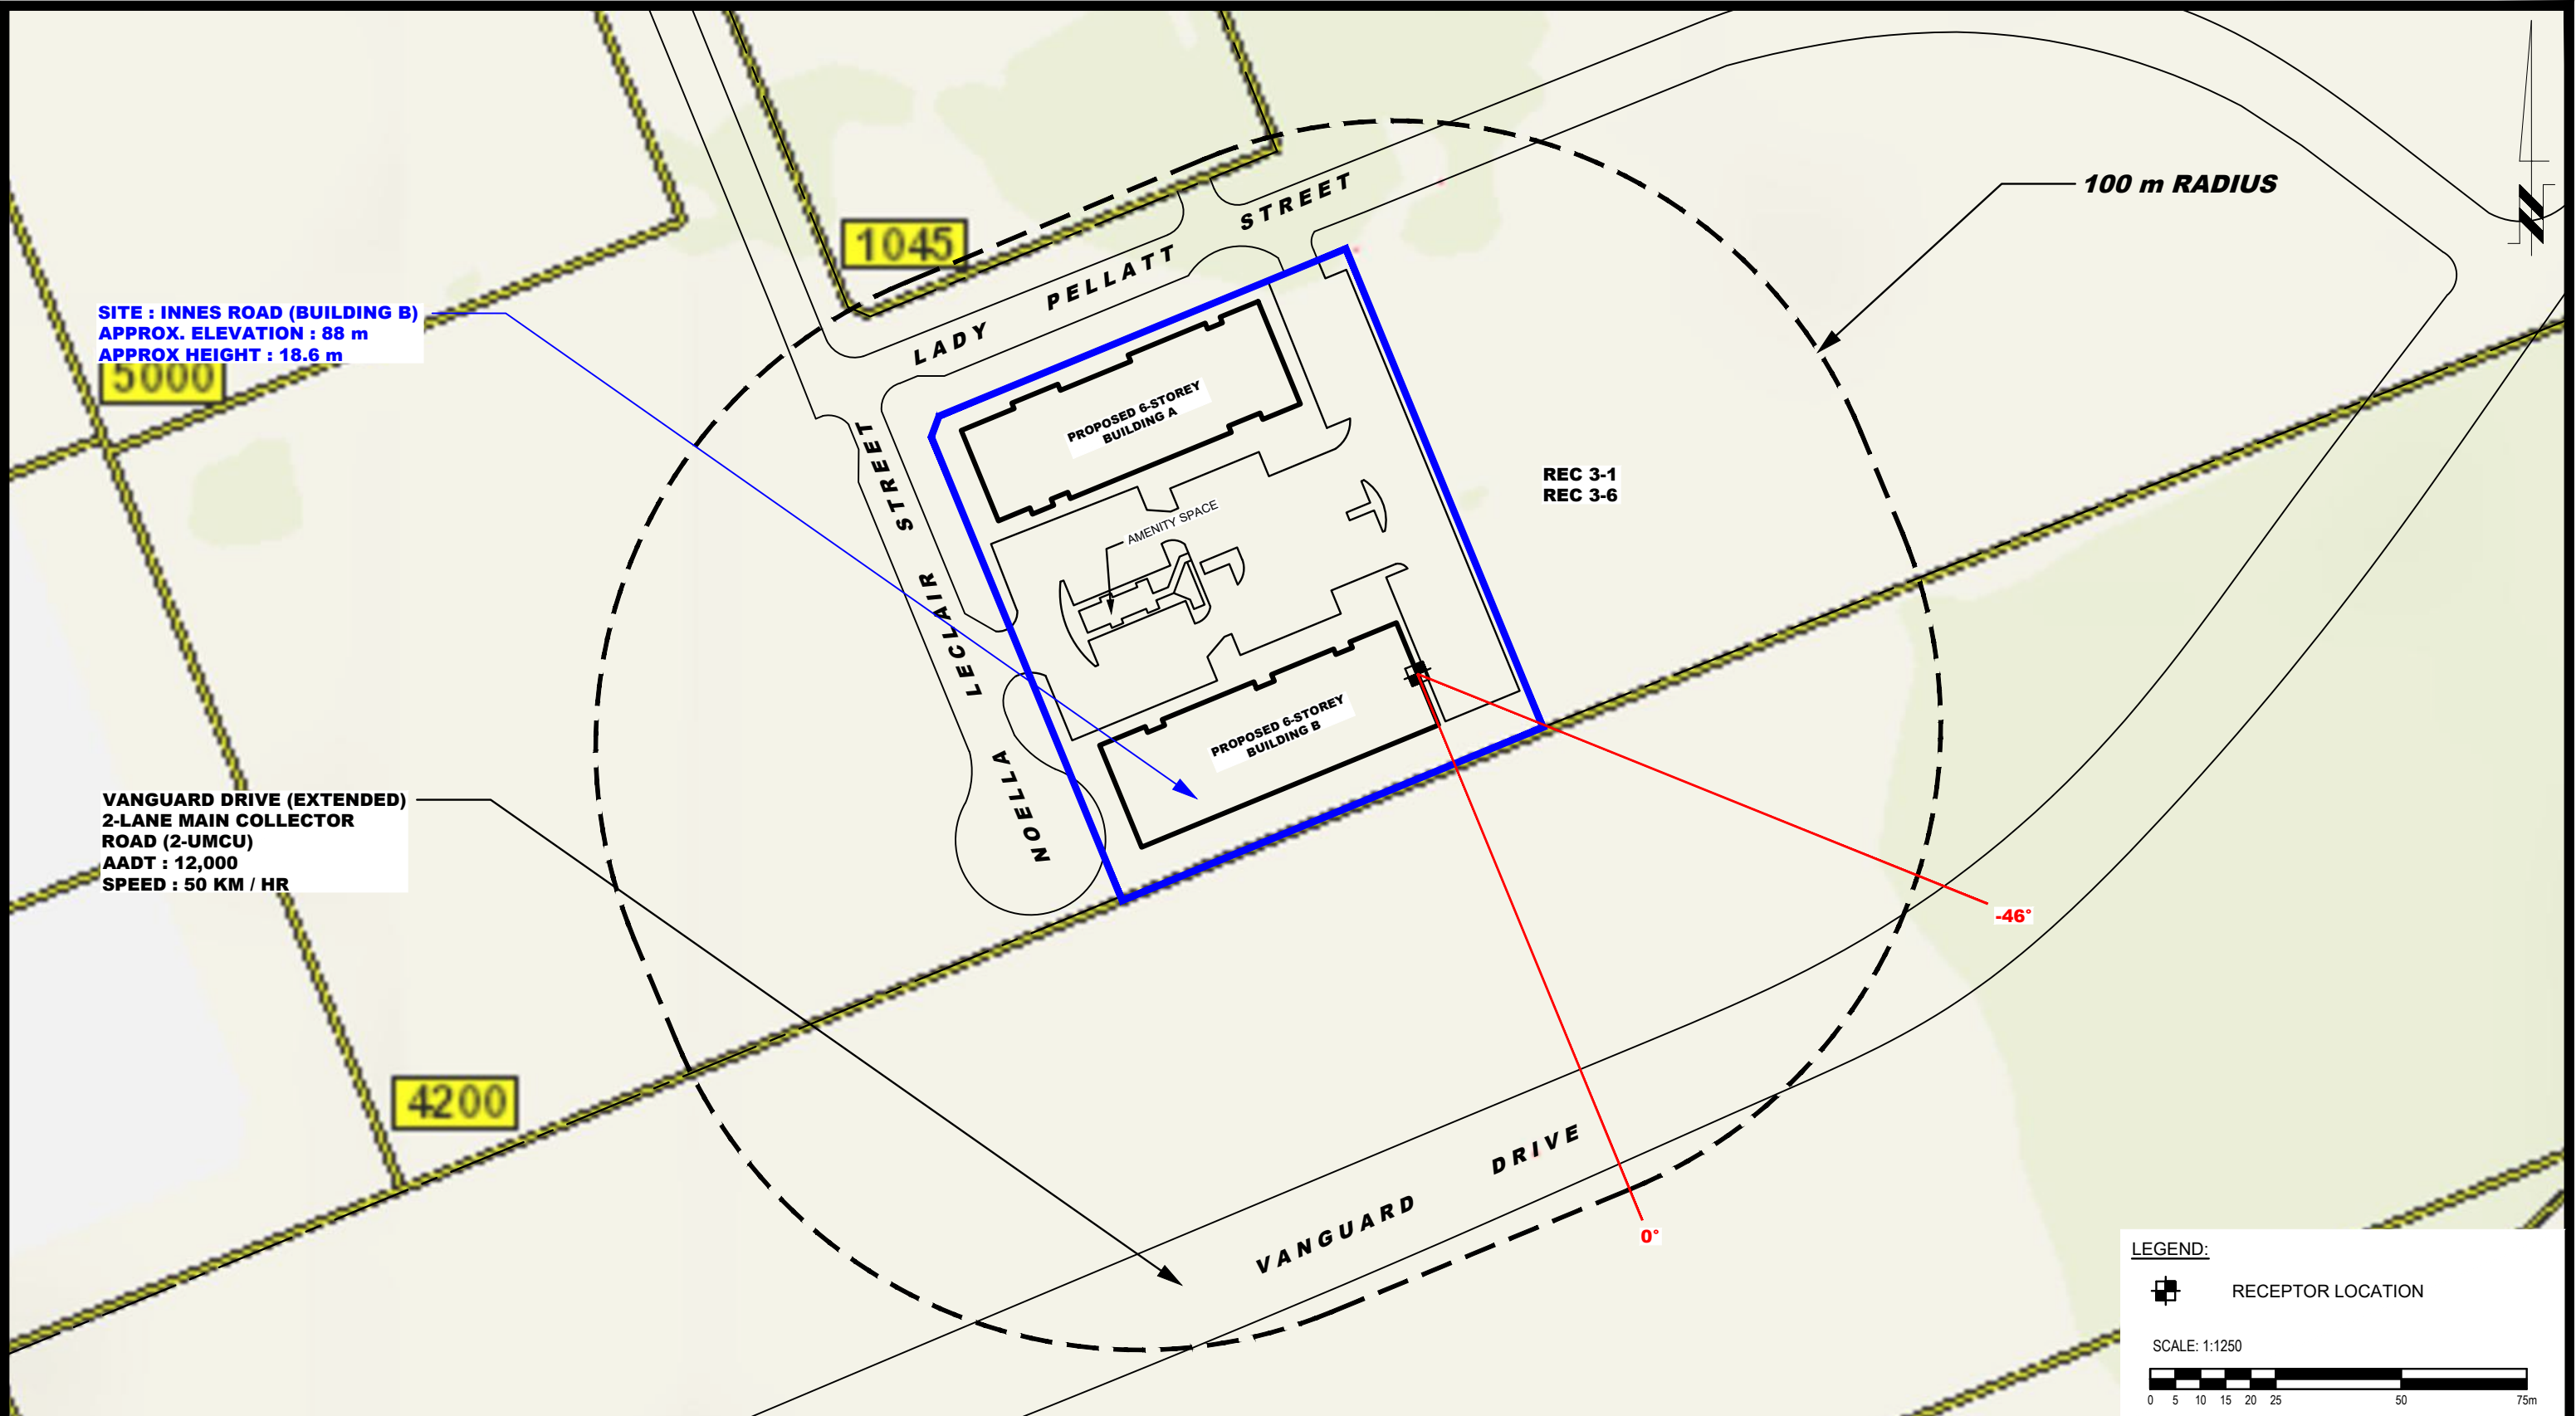 100 m RADIUS
1045
LADY PELLATT STREET
SITE : INNES ROAD (BUILDING B)
APPROX. ELEVATION : 88 m
APPROX HEIGHT : 18.6 m
5000
PROPOSED 6-STOREY
BUILDING A
REC 3-1
REC 3-6
AMENITY SPACE
NOELLA LECLAIR STREET
PROPOSED 6-STOREY
BUILDING B
VANGUARD DRIVE (EXTENDED)
2-LANE MAIN COLLECTOR
ROAD (2-UMCU)
AADT : 12,000
SPEED : 50 KM / HR
-46°
4200
VANGUARD DRIVE
0°
LEGEND:
RECEPTOR LOCATION
SCALE: 1:1250
0 5 10 15 20 25 50 75m